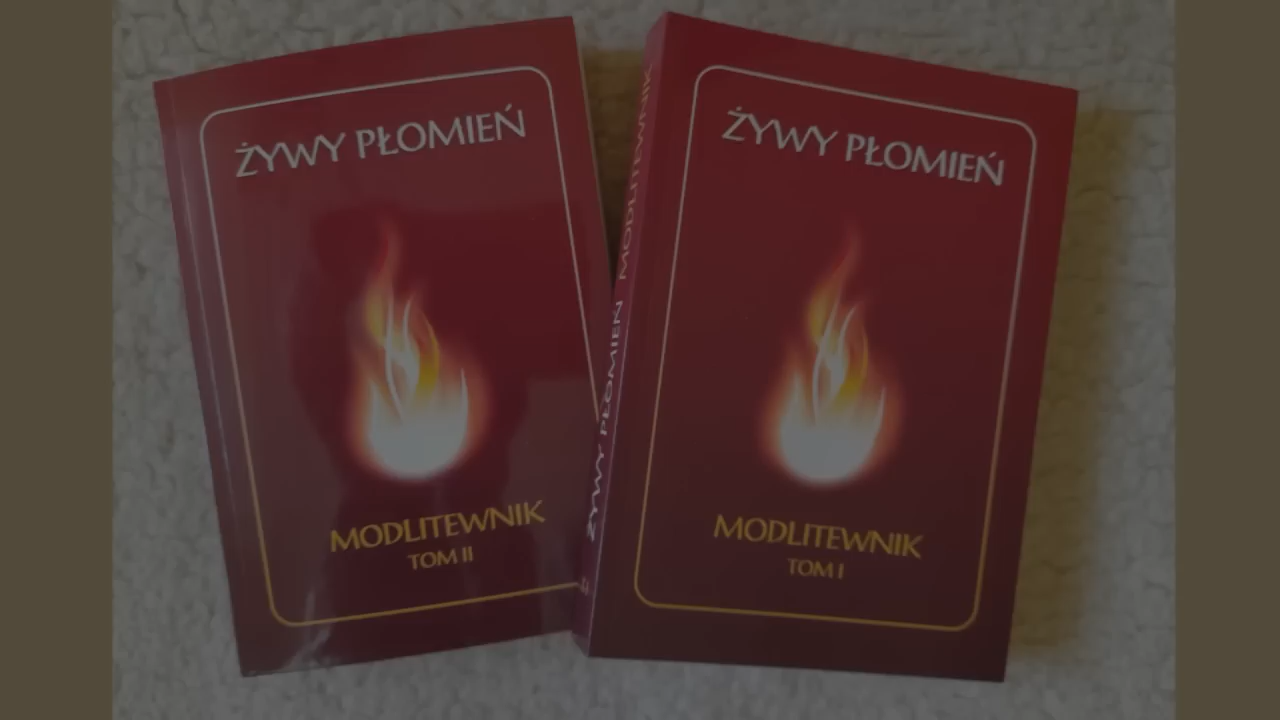 ŻYWY PŁOMIEŃ
MODLITEWNIK
TOM II
ŻYWY PŁOMIEŃ MODLITEWNIK
ŻYWY PŁOMIEŃ
MODLITEWNIK
TOM I